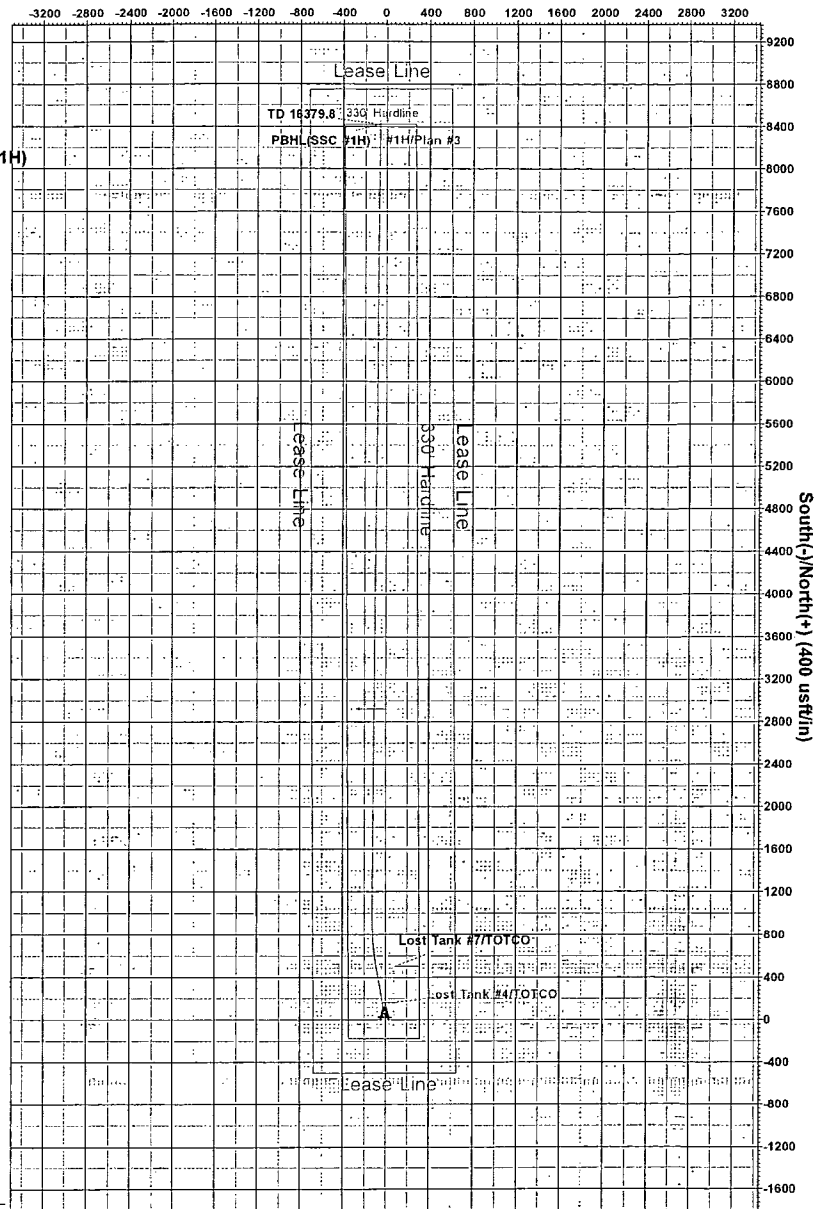 -3200 -2800 -2400 -2000 -1600 -1200 -800 -400 0 400 800 1200 1600 2000 2400 2800 3200
9200
Lease Line
8800
TD 16379.8
330' Hardline
8400
PBHL(SSC #1H)
#1H/Plan #3
1H)
8000
7600
7200
6800
6400
6000
5600
Lease Line
330' Hardline
Lease Line
5200
4800
South(-)/North(+) (400 usft/in)
4400
4000
3600
3200
2800
2400
2000
1600
1200
Lost Tank #7/TOTCO
800
400
Lost Tank #4/TOTCO
A
0
-400
Lease Line
-800
-1200
-1600